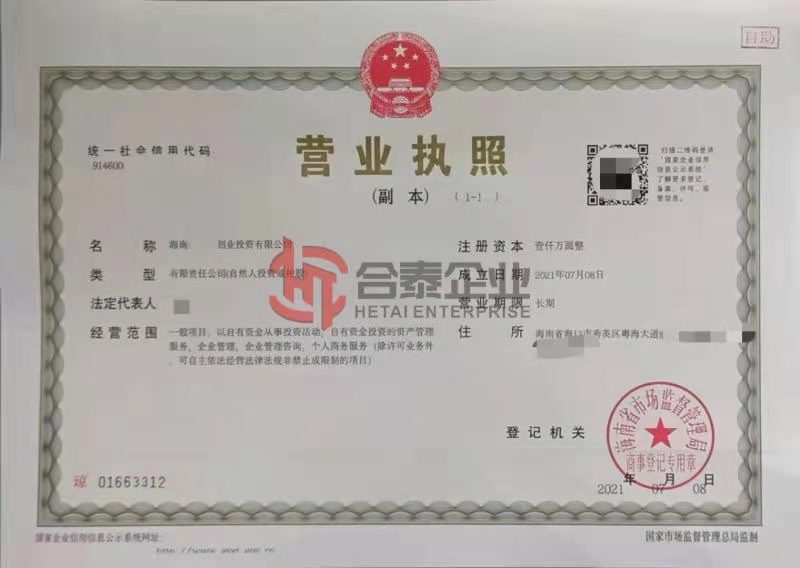 自助
统一社会信用代码
914600
营业执照
(副 本) (1-1)
扫描二维码登录
"国家企业信用
信息公示系统"
了解更多登记、
备案、许可、监
管信息。
名 称 海南 创业投资有限公司
类 型 有限责任公司(自然人投资或控股)
法定代表人
经营范围 一般项目：以自有资金从事投资活动，自有资金投资的资产管理
服务，企业管理，企业管理咨询，个人商务服务（除许可业务外
，可自主依法经营法律法规非禁止或限制的项目）
注册资本 壹仟万圆整
成立日期 2021年07月08日
营业期限 长期
住 所 海南省海口市秀英区粤海大道
合泰企业
HETAI ENTERPRISE
登记机关
海南省市场监督管理局
商事登记专用章
2021 年 07 月 08 日
琼 01663312
国家企业信用信息公示系统网址：
国家市场监督管理总局监制